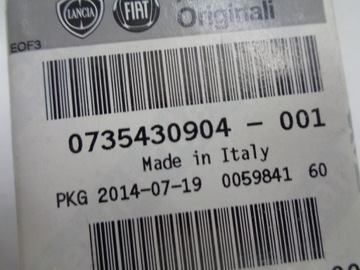 LANCIA FIAT
Originali
EOF3
0735430904 - 001
Made in Italy
PKG 2014-07-19 0059841 60